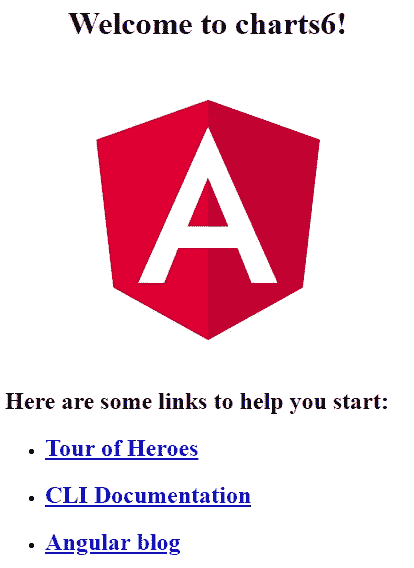 Welcome to charts6!
A
Here are some links to help you start:
Tour of Heroes
CLI Documentation
Angular blog